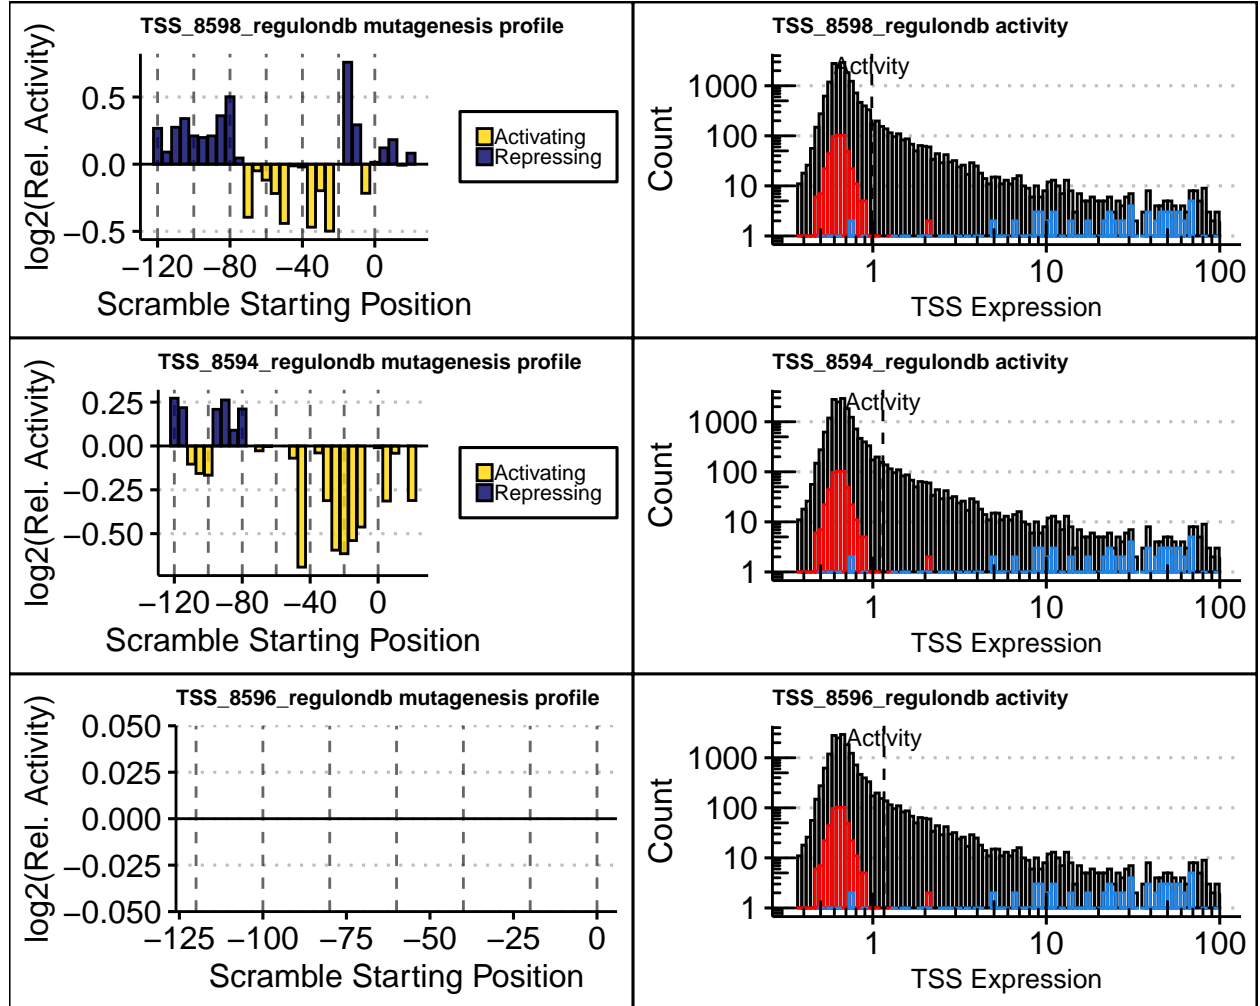 TSS_8598_regulondb mutagenesis profile
log2(Rel. Activity)
0.5
0.0
−0.5
−120 −80 −40 0
Scramble Starting Position
Activating
Repressing
TSS_8598_regulondb activity
Activity
Count
1000
100
10
1
1 10 100
TSS Expression
TSS_8594_regulondb mutagenesis profile
log2(Rel. Activity)
0.25
0.00
−0.25
−0.50
−120 −80 −40 0
Scramble Starting Position
Activating
Repressing
TSS_8594_regulondb activity
Activity
Count
1000
100
10
1
1 10 100
TSS Expression
TSS_8596_regulondb mutagenesis profile
log2(Rel. Activity)
0.050
0.025
0.000
−0.025
−0.050
−125 −100 −75 −50 −25 0
Scramble Starting Position
TSS_8596_regulondb activity
Activity
Count
1000
100
10
1
1 10 100
TSS Expression